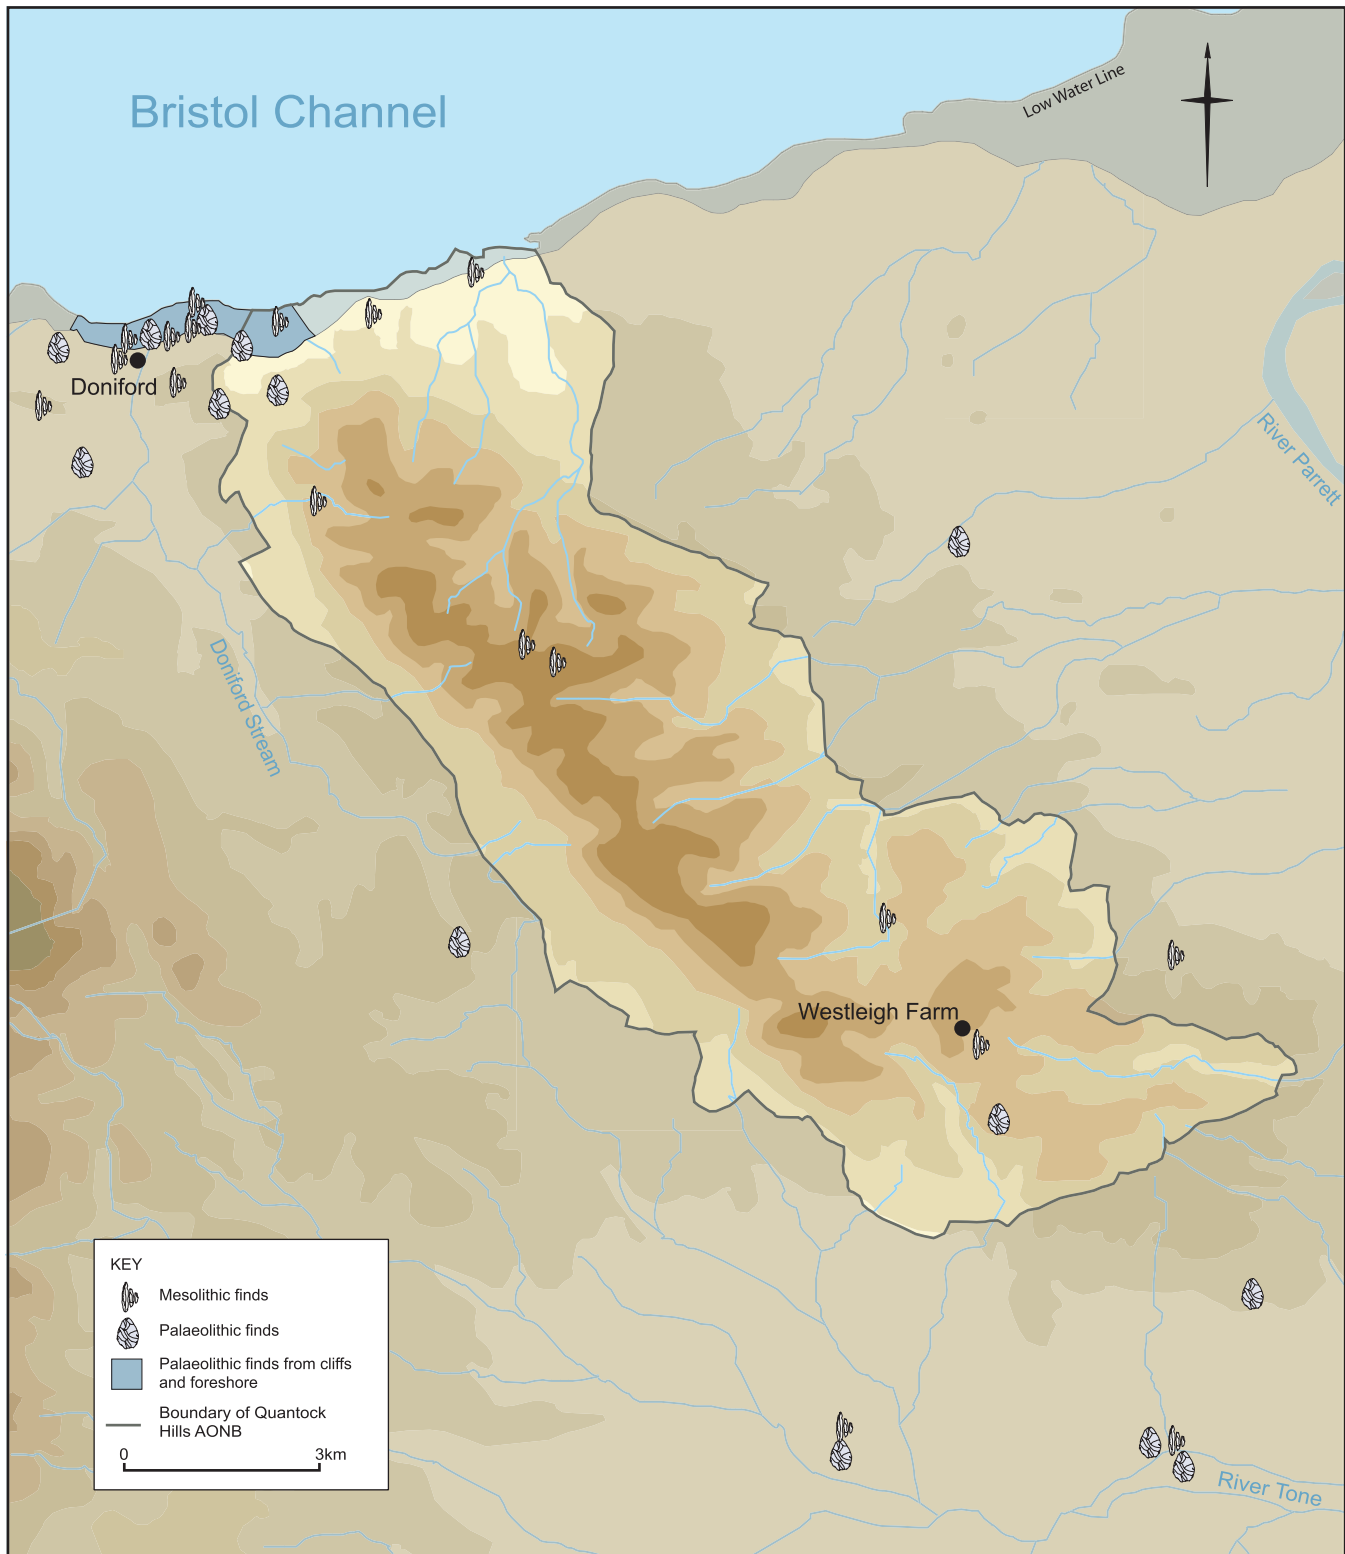 Bristol Channel
Low Water Line
Doniford
River Parrett
Doniford Stream
Westleigh Farm
KEY
Mesolithic finds
Palaeolithic finds
Palaeolithic finds from cliffs
and foreshore
Boundary of Quantock
Hills AONB
0 3km
River Tone